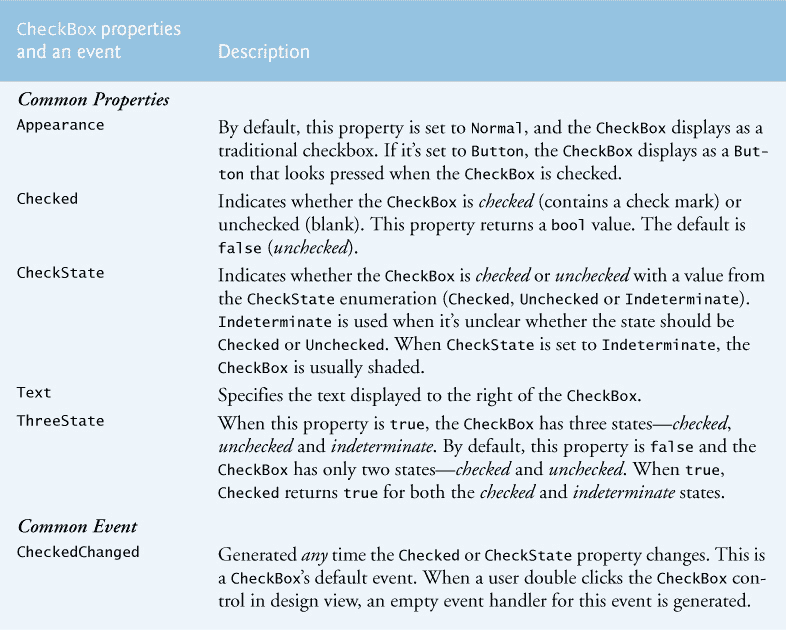 CheckBox properties
and an event
Description
Common Properties
Appearance
By default, this property is set to Normal, and the CheckBox displays as a
traditional checkbox. If it's set to Button, the CheckBox displays as a But-
ton that looks pressed when the CheckBox is checked.
Checked
Indicates whether the CheckBox is checked (contains a check mark) or
unchecked (blank). This property returns a bool value. The default is
false (unchecked).
CheckState
Indicates whether the CheckBox is checked or unchecked with a value from
the CheckState enumeration (Checked, Unchecked or Indeterminate).
Indeterminate is used when it's unclear whether the state should be
Checked or Unchecked. When CheckState is set to Indeterminate, the
CheckBox is usually shaded.
Text
Specifies the text displayed to the right of the CheckBox.
ThreeState
When this property is true, the CheckBox has three states—checked,
unchecked and indeterminate. By default, this property is false and the
CheckBox has only two states—checked and unchecked. When true,
Checked returns true for both the checked and indeterminate states.
Common Event
CheckedChanged
Generated any time the Checked or CheckState property changes. This is
a CheckBox's default event. When a user double clicks the CheckBox con-
trol in design view, an empty event handler for this event is generated.